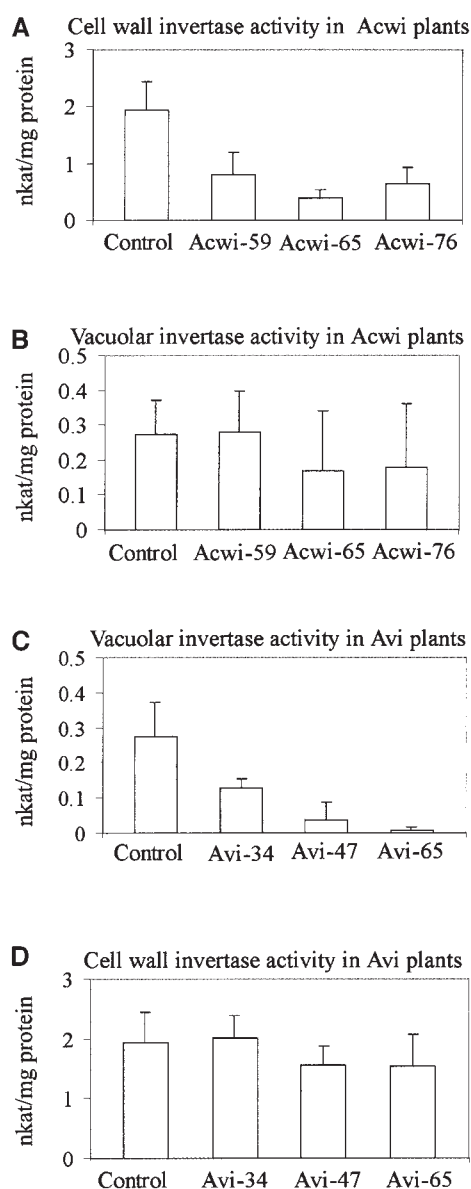 A Cell wall invertase activity in Acwi plants
nkat/mg protein
3
2
1
0
Control Acwi-59 Acwi-65 Acwi-76
B Vacuolar invertase activity in Acwi plants
nkat/mg protein
0.5
0.4
0.3
0.2
0.1
0
Control Acwi-59 Acwi-65 Acwi-76
C Vacuolar invertase activity in Avi plants
nkat/mg protein
0.5
0.4
0.3
0.2
0.1
0
Control Avi-34 Avi-47 Avi-65
D Cell wall invertase activity in Avi plants
nkat/mg protein
3
2
1
0
Control Avi-34 Avi-47 Avi-65